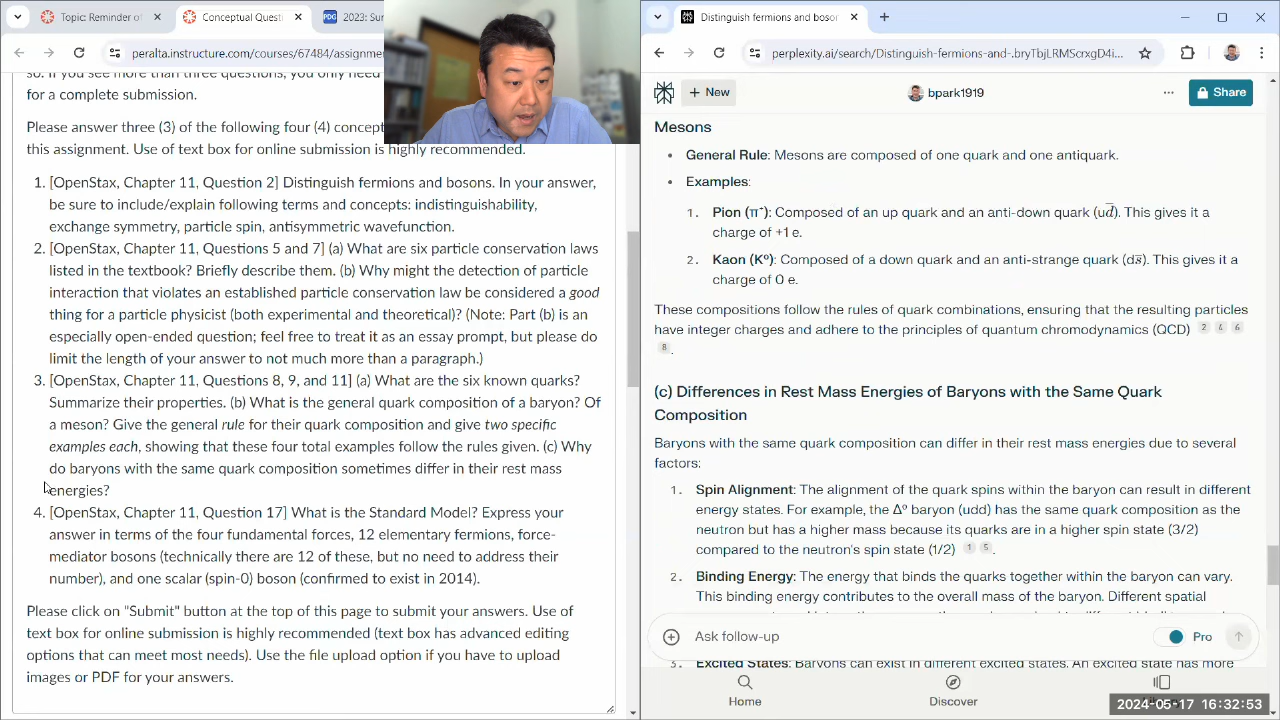 Topic Reminder of
Conceptual Quest
PDG 2023: Sum
peralta.instructure.com/courses/67484/assignme
so. If you see more than three questions, you only need
for a complete submission.
Please answer three (3) of the following four (4) concept
this assignment. Use of text box for online submission is highly recommended.
1. [OpenStax, Chapter 11, Question 2] Distinguish fermions and bosons. In your answer,
be sure to include/explain following terms and concepts: indistinguishability,
exchange symmetry, particle spin, antisymmetric wavefunction.
2. [OpenStax, Chapter 11, Questions 5 and 7] (a) What are six particle conservation laws
listed in the textbook? Briefly describe them. (b) Why might the detection of particle
interaction that violates an established particle conservation law be considered a good
thing for a particle physicist (both experimental and theoretical)? (Note: Part (b) is an
especially open-ended question; feel free to treat it as an essay prompt, but please do
limit the length of your answer to not much more than a paragraph.)
3. [OpenStax, Chapter 11, Questions 8, 9, and 11] (a) What are the six known quarks?
Summarize their properties. (b) What is the general quark composition of a baryon? Of
a meson? Give the general rule for their quark composition and give two specific
examples each, showing that these four total examples follow the rules given. (c) Why
do baryons with the same quark composition sometimes differ in their rest mass
energies?
4. [OpenStax, Chapter 11, Question 17] What is the Standard Model? Express your
answer in terms of the four fundamental forces, 12 elementary fermions, force-
mediator bosons (technically there are 12 of these, but no need to address their
number), and one scalar (spin-0) boson (confirmed to exist in 2014).
Please click on "Submit" button at the top of this page to submit your answers. Use of
text box for online submission is highly recommended (text box has advanced editing
options that can meet most needs). Use the file upload option if you have to upload
images or PDF for your answers.
Distinguish fermions and boson
perplexity.ai/search/Distinguish-fermions-and-.bryTbjLRMScngD4i...
+ New
bpark1919
Share
Mesons
• General Rule: Mesons are composed of one quark and one antiquark.
• Examples:
1. Pion (π⁺): Composed of an up quark and an anti-down quark (ud̅). This gives it a
charge of +1 e.
2. Kaon (K⁰): Composed of a down quark and an anti-strange quark (ds̅). This gives it a
charge of 0 e.
These compositions follow the rules of quark combinations, ensuring that the resulting particles
have integer charges and adhere to the principles of quantum chromodynamics (QCD) 2 4 6
8 .
(c) Differences in Rest Mass Energies of Baryons with the Same Quark
Composition
Baryons with the same quark composition can differ in their rest mass energies due to several
factors:
1. Spin Alignment: The alignment of the quark spins within the baryon can result in different
energy states. For example, the Δ⁰ baryon (udd) has the same quark composition as the
neutron but has a higher mass because its quarks are in a higher spin state (3/2)
compared to the neutron's spin state (1/2) 1 5 .
2. Binding Energy: The energy that binds the quarks together within the baryon can vary.
This binding energy contributes to the overall mass of the baryon. Different spatial
Ask follow-up
Pro
3. Excited States: Baryons can exist in different excited states. An excited state has more
Home
Discover
2024-05-17 16:32:53